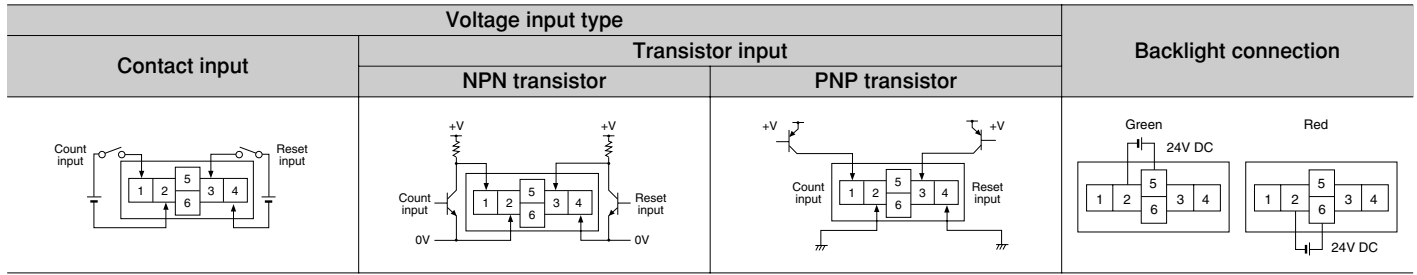 Voltage input type
Contact input
Transistor input
NPN transistor
PNP transistor
Backlight connection
Count
input
Reset
input
1 2 5 6 3 4
+V +V
Count
input
Reset
input
1 2 5 6 3 4
0V 0V
+V +V
Count
input
Reset
input
1 2 5 6 3 4
Green
24V DC
1 2 5 6 3 4
Red
1 2 5 6 3 4
24V DC